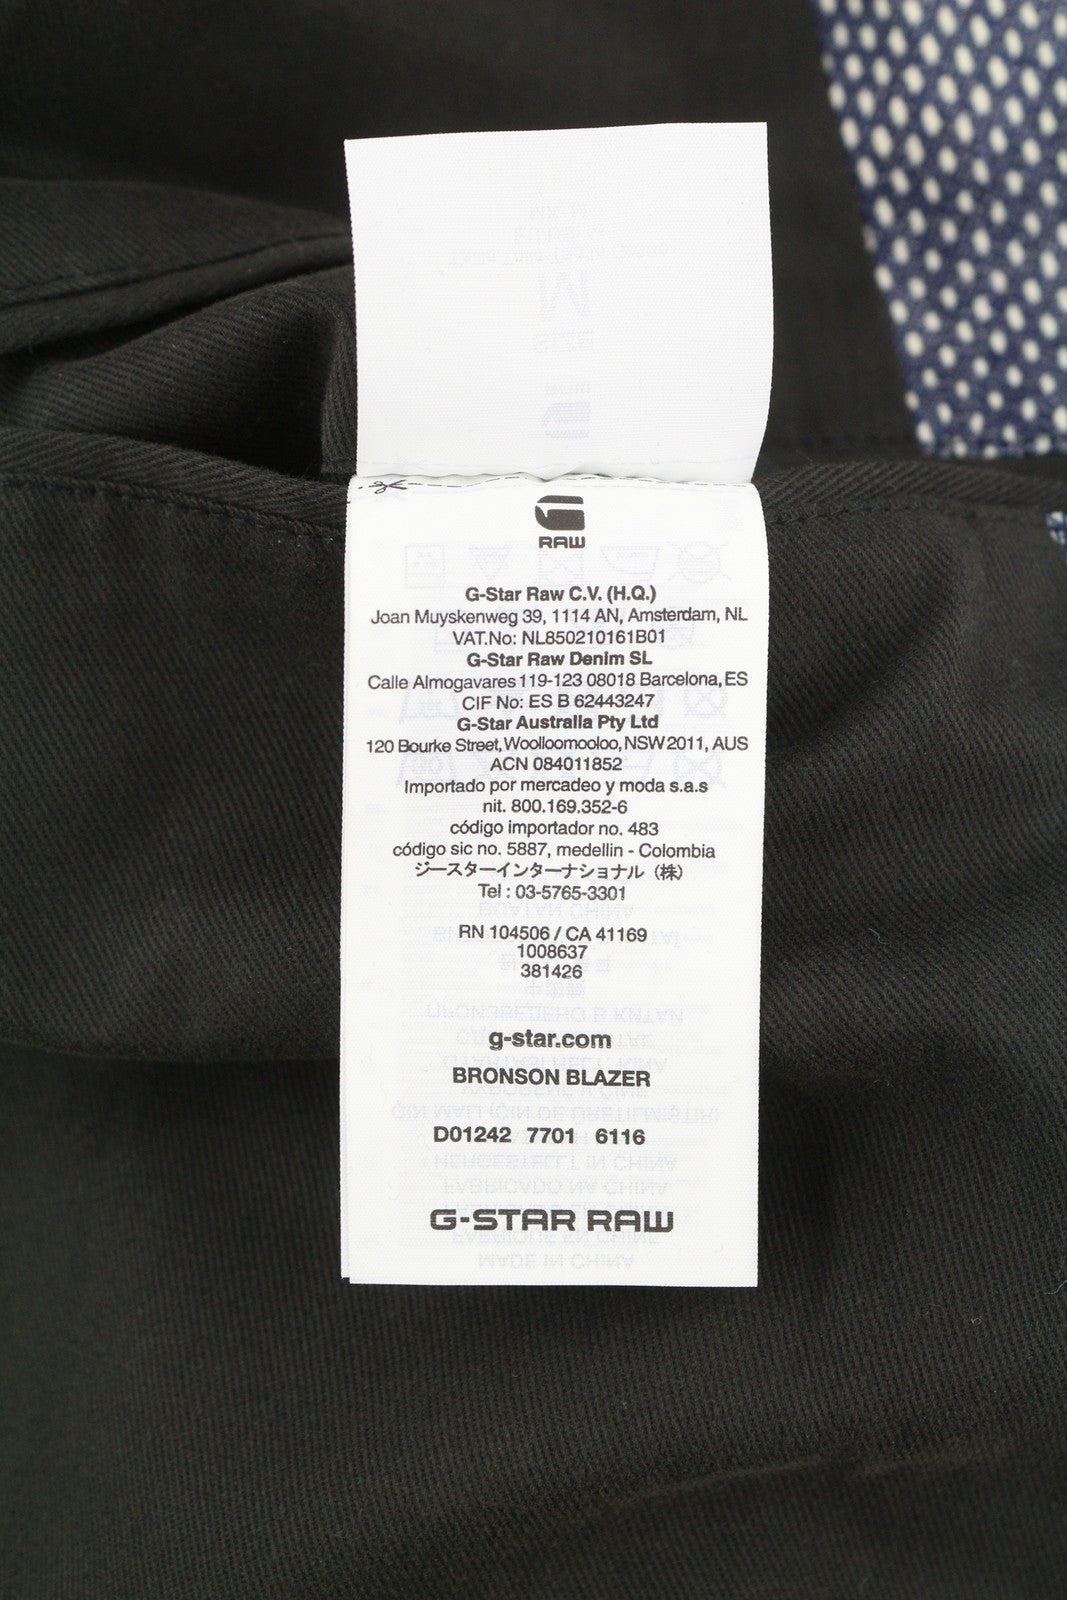 RAW
G-Star Raw C.V. (H.Q.)
Joan Muyskenweg 39, 1114 AN, Amsterdam, NL
VAT.No: NL850210161B01
G-Star Raw Denim SL
Calle Almogavares 119-123 08018 Barcelona, ES
CIF No: ES B 62443247
G-Star Australia Pty Ltd
120 Bourke Street, Woolloomooloo, NSW 2011, AUS
ACN 084011852
Importado por mercadeo y moda s.a.s
nit. 800.169.352-6
código importador no. 483
código sic no. 5887, medellin - Colombia
ジースターインターナショナル（株）
Tel : 03-5765-3301
RN 104506 / CA 41169
1008637
381426
g-star.com
BRONSON BLAZER
D01242 7701 6116
G-STAR RAW
MADE IN CHINA